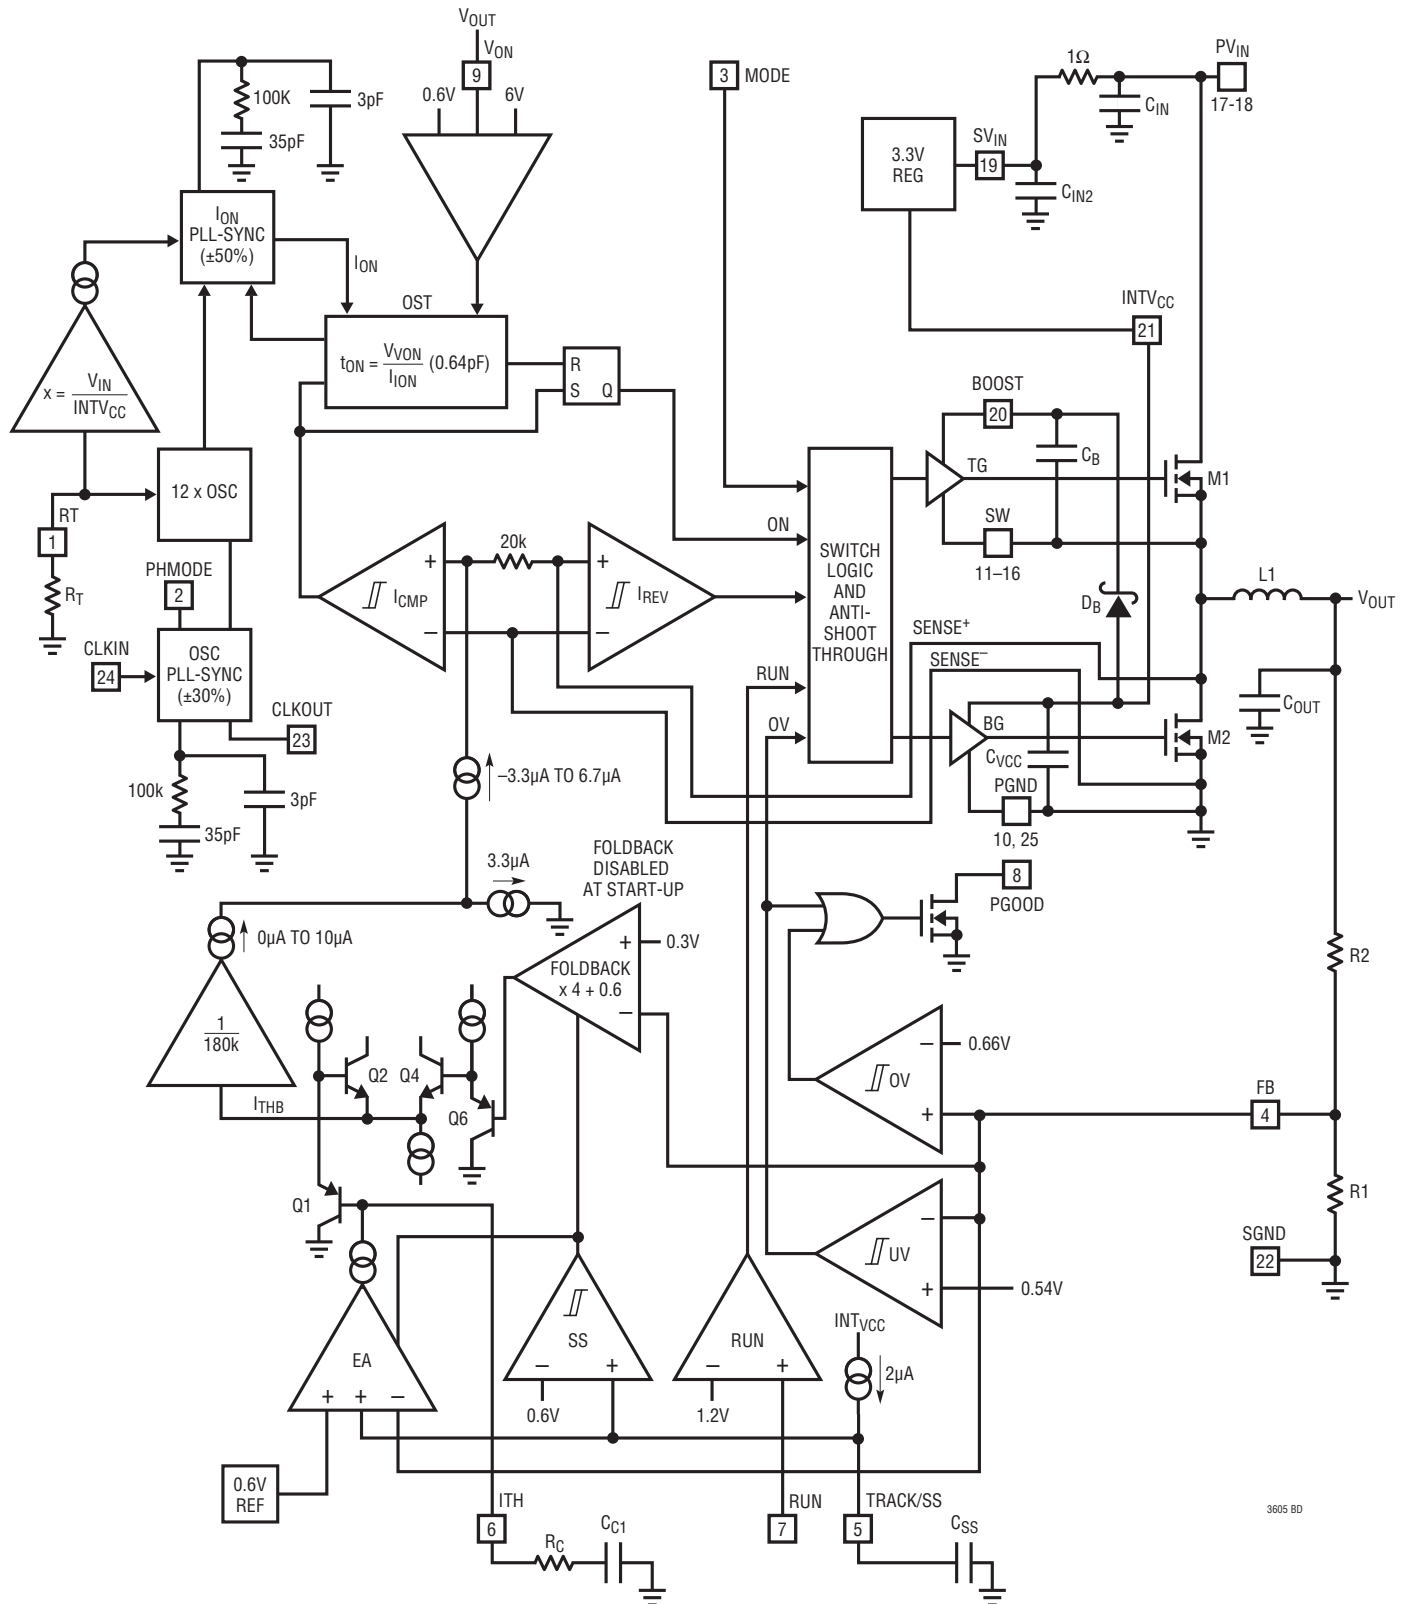 VOUT
VON
9
0.6V
6V
100K
3pF
35pF
ION
PLL-SYNC
(±50%)
ION
OST
tON = VVON / IION (0.64pF)
R
S Q
x = VIN / INTVCC
12 x OSC
RT
1
RT
PHMODE
2
CLKIN
24
OSC
PLL-SYNC
(±30%)
CLKOUT
23
100k
3pF
35pF
3 MODE
1Ω
PVIN
17-18
CIN
3.3V
REG
SVIN
19
CIN2
INTVCC
21
BOOST
20
CB
TG
M1
SW
11–16
ON
SWITCH
LOGIC
AND
ANTI-
SHOOT
THROUGH
RUN
OV
20k
+
–
ICMP
+
–
IREV
DB
L1
VOUT
SENSE+
SENSE–
COUT
BG
M2
CVCC
PGND
10, 25
–3.3µA TO 6.7µA
3.3µA
FOLDBACK
DISABLED
AT START-UP
+
0.3V
FOLDBACK
x 4 + 0.6
–
0µA TO 10µA
1
180k
ITHB
Q2
Q4
Q6
Q1
8
PGOOD
R2
–
0.66V
OV
+
FB
4
R1
SGND
22
–
UV
+
0.54V
EA
+ + –
SS
– +
0.6V
RUN
– +
1.2V
INTVCC
2µA
0.6V
REF
ITH
6
RC
CC1
RUN
7
TRACK/SS
5
CSS
3605 BD